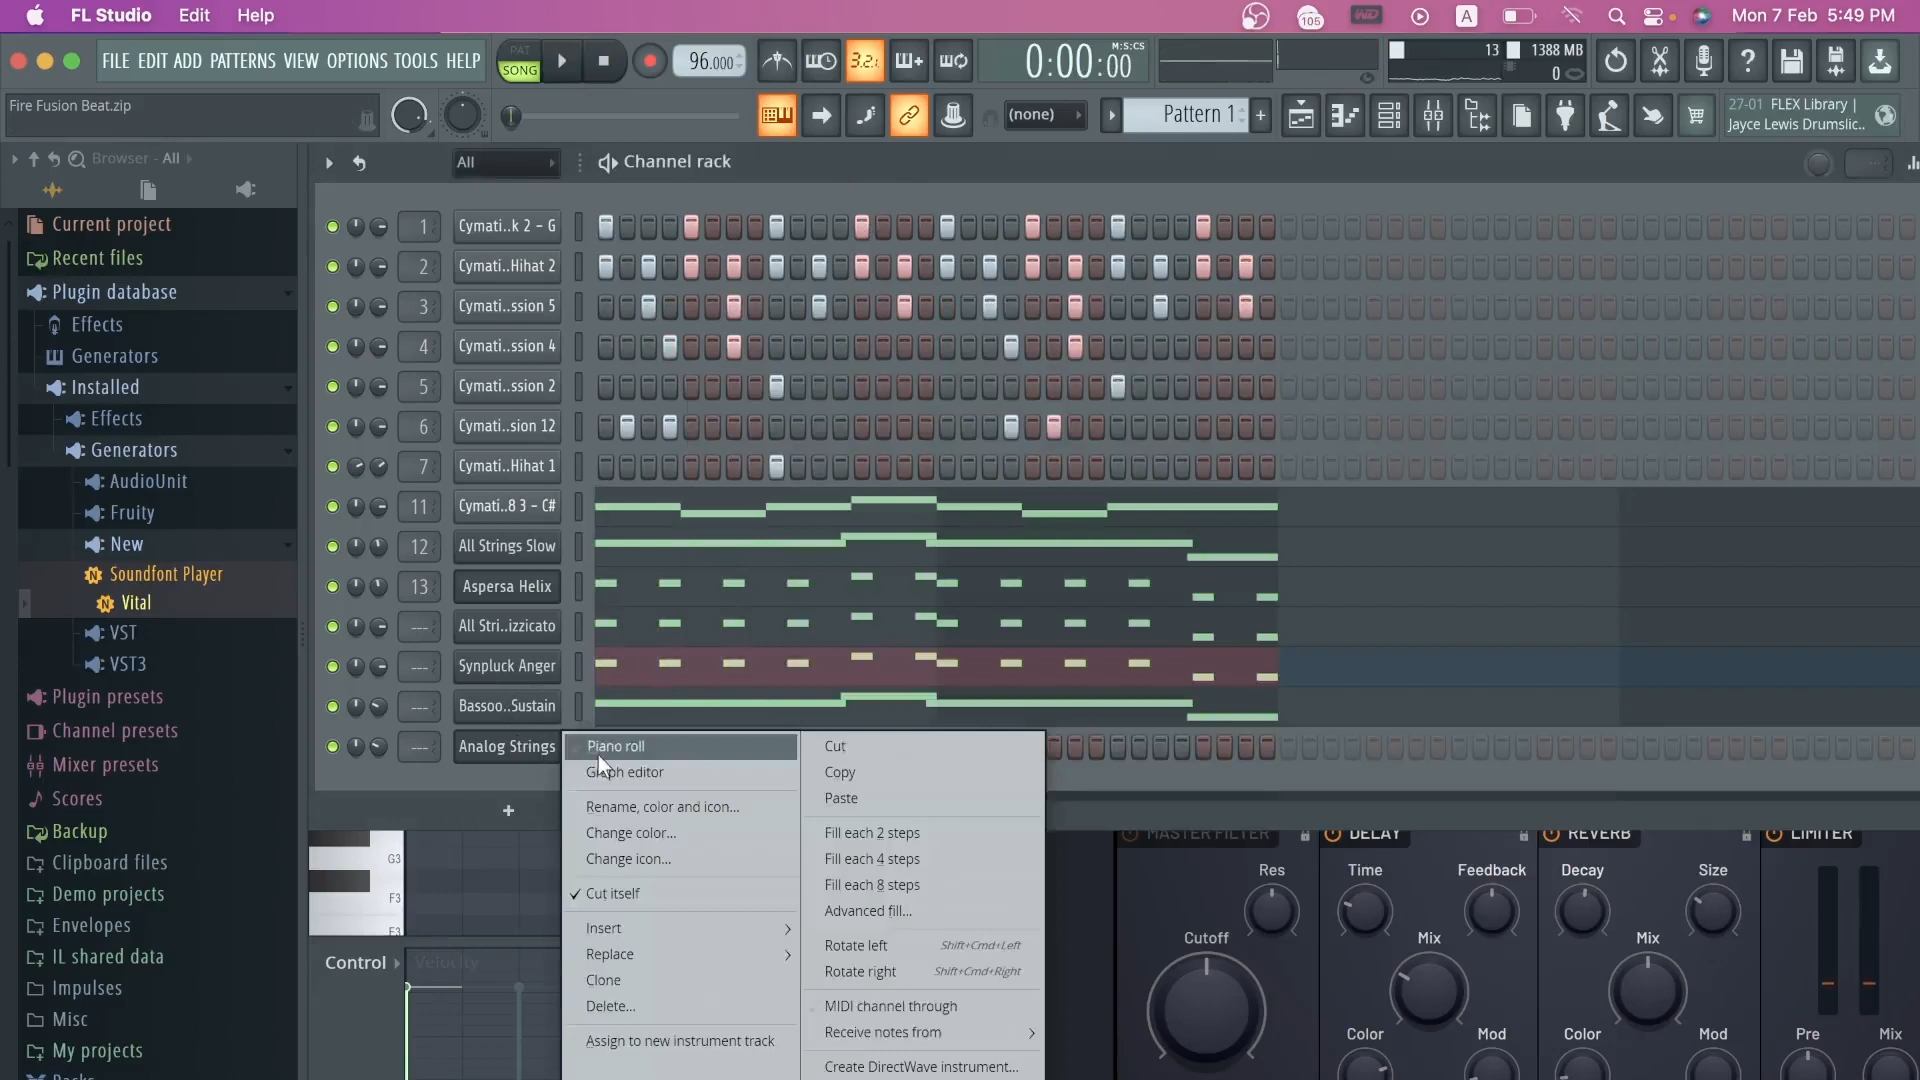 FL Studio
Edit
Help
105
A
Mon 7 Feb 5:49 PM
FILE EDIT ADD PATTERNS VIEW OPTIONS TOOLS HELP
PAT
SONG
96.000
3.2.
0:00:00
M:S:CS
13
1388 MB
0
Fire Fusion Beat.zip
(none)
Pattern 1
27-01 FLEX Library |
Jayce Lewis Drumslic..
Browser - All
All
Channel rack
Current project
Recent files
Plugin database
Effects
Generators
Installed
Effects
Generators
AudioUnit
Fruity
New
Soundfont Player
Vital
VST
VST3
Plugin presets
Channel presets
Mixer presets
Scores
Backup
Clipboard files
Demo projects
Envelopes
IL shared data
Impulses
Misc
My projects
1 Cymati..k 2 – G
2 Cymati..Hihat 2
3 Cymati..ssion 5
4 Cymati..ssion 4
5 Cymati..ssion 2
6 Cymati..sion 12
7 Cymati..Hihat 1
11 Cymati..8 3 – C#
12 All Strings Slow
13 Aspersa Helix
--- All Stri..izzicato
--- Synpluck Anger
--- Bassoo..Sustain
--- Analog Strings
+
G3
F3
E3
Control
Velocity
Piano roll
Graph editor
Rename, color and icon...
Change color...
Change icon...
Cut itself
Insert
Replace
Clone
Delete...
Assign to new instrument track
Cut
Copy
Paste
Fill each 2 steps
Fill each 4 steps
Fill each 8 steps
Advanced fill...
Rotate left Shift+Cmd+Left
Rotate right Shift+Cmd+Right
MIDI channel through
Receive notes from
Create DirectWave instrument...
MASTER FILTER
DELAY
REVERB
LIMITER
Res
Cutoff
Time
Feedback
Mix
Color
Mod
Decay
Size
Mix
Color
Mod
Pre
Mix